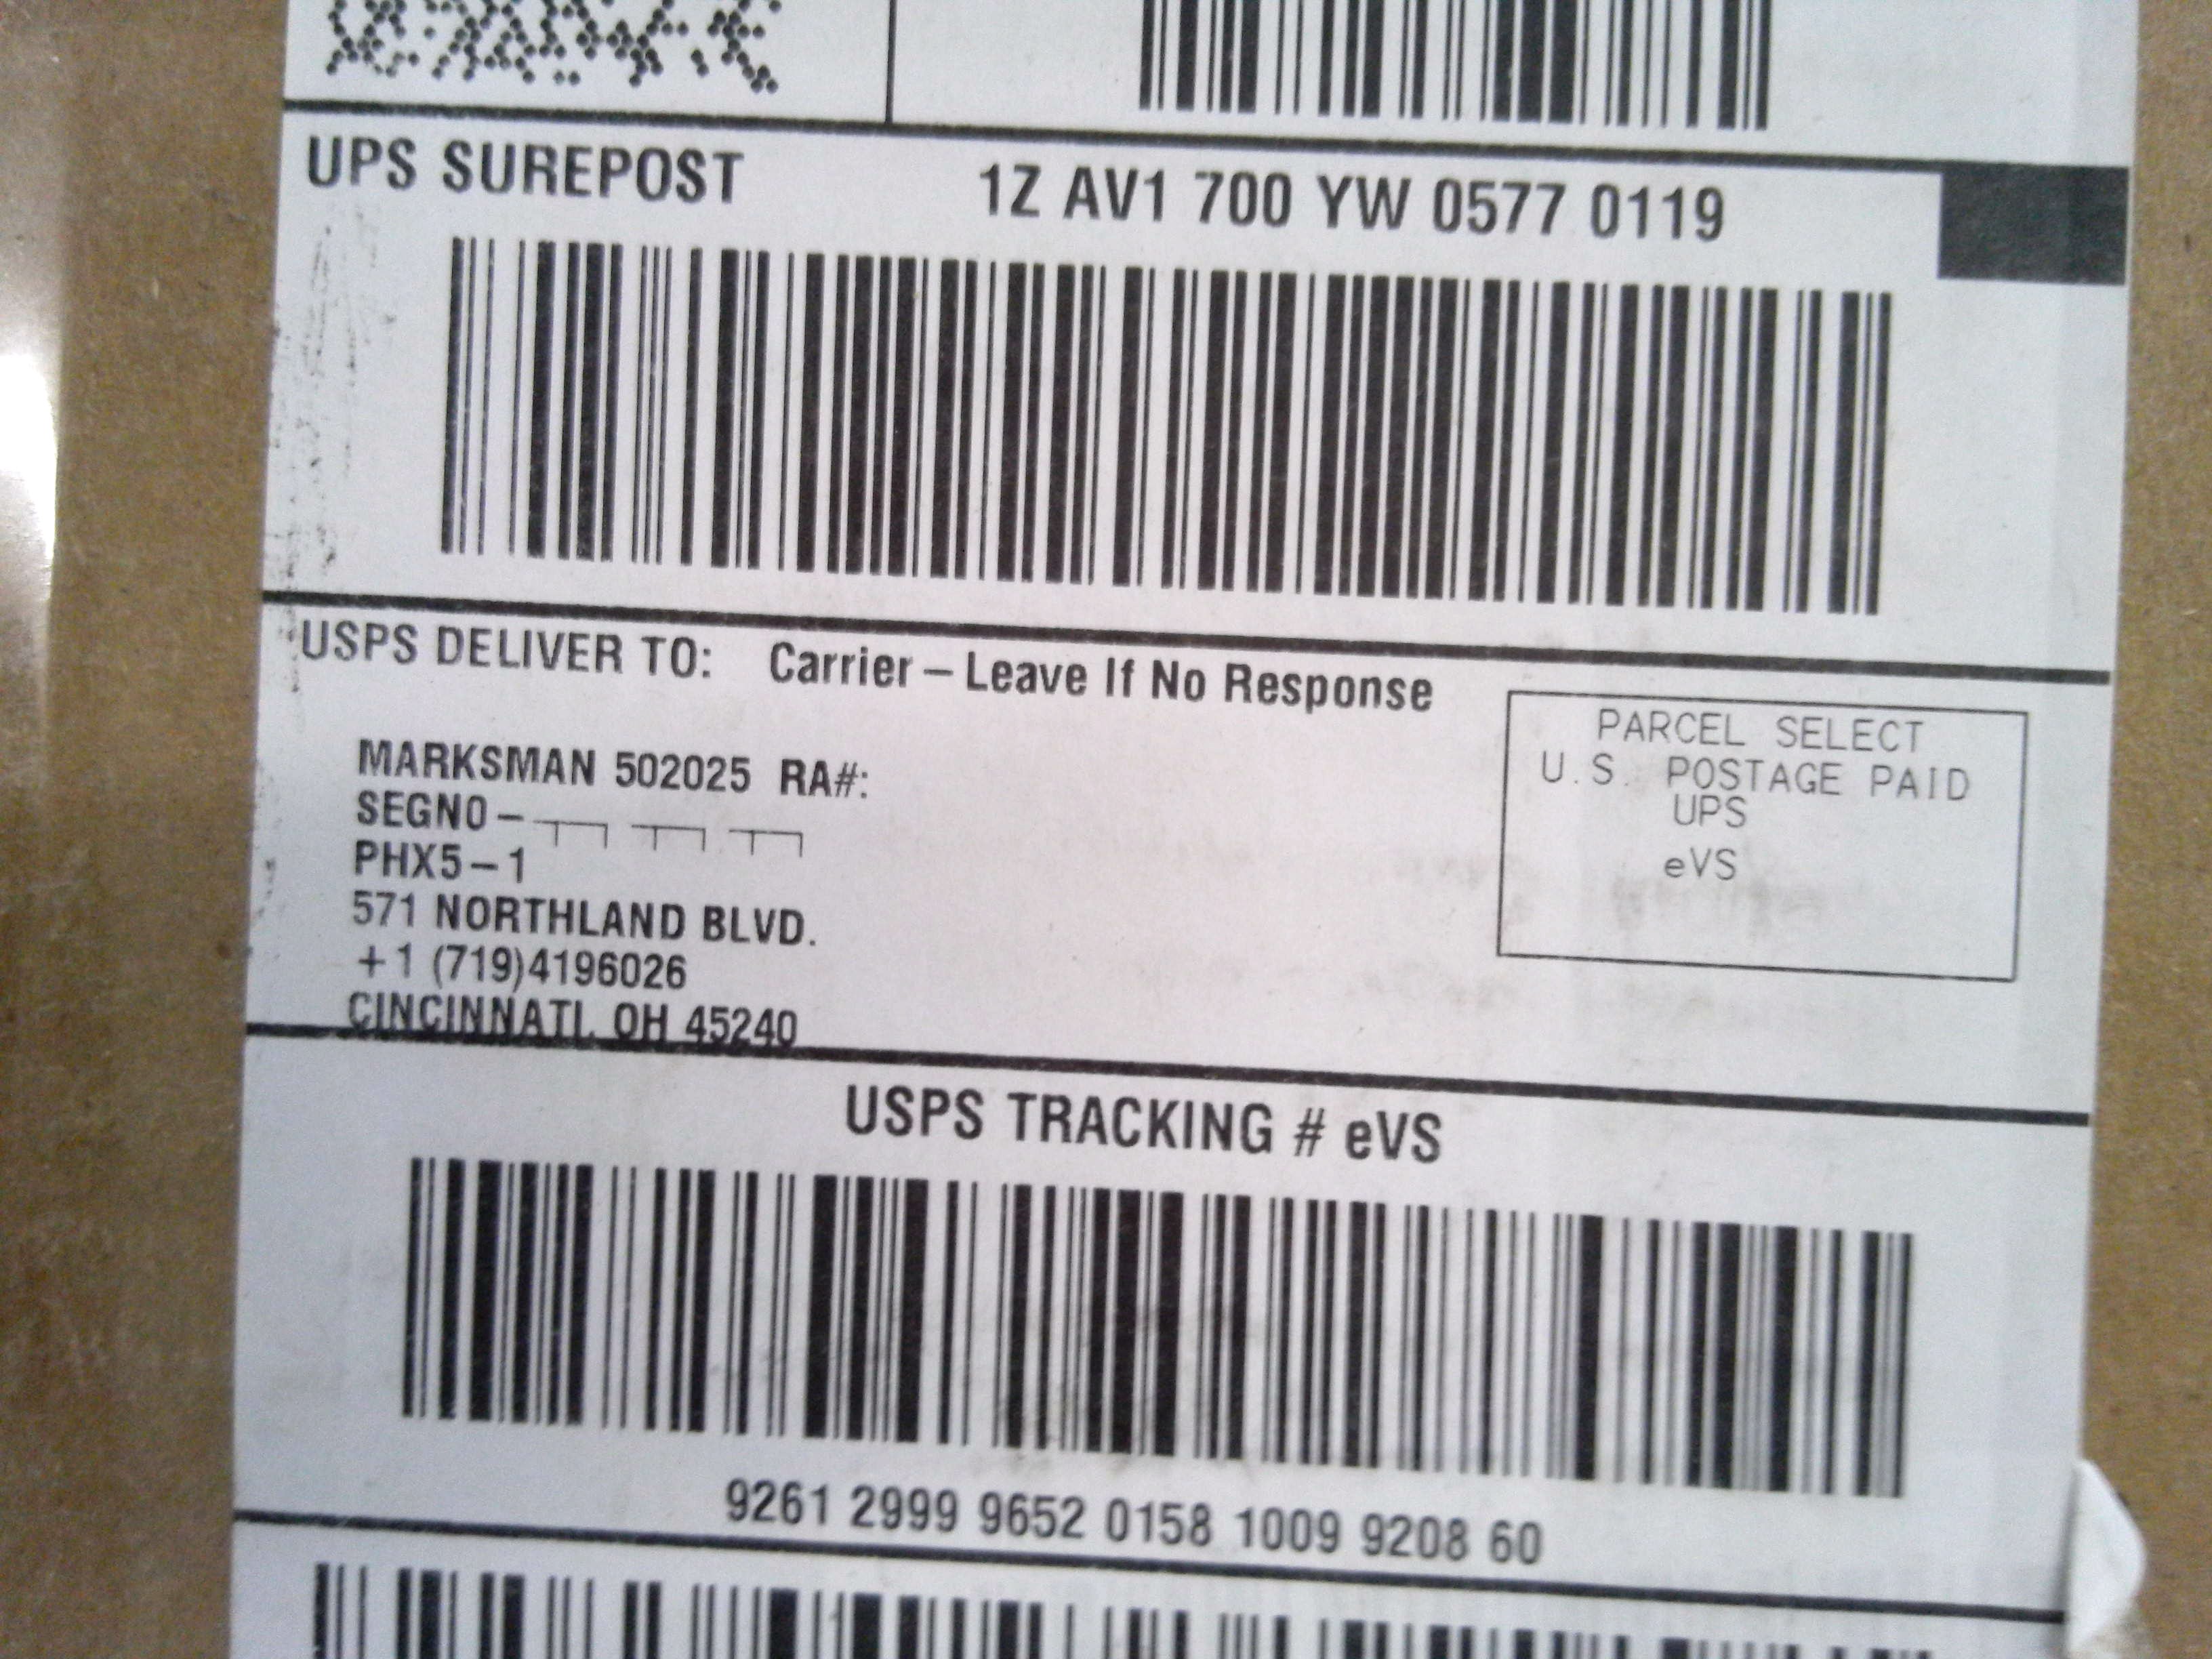 UPS SUREPOST
1Z AV1 700 YW 0577 0119
USPS DELIVER TO:
Carrier – Leave If No Response
MARKSMAN 502025 RA#:
SEGNO –
PHX5–1
571 NORTHLAND BLVD.
+1 (719)4196026
CINCINNATI, OH 45240
PARCEL SELECT
U.S. POSTAGE PAID
UPS
eVS
USPS TRACKING # eVS
9261 2999 9652 0158 1009 9208 60